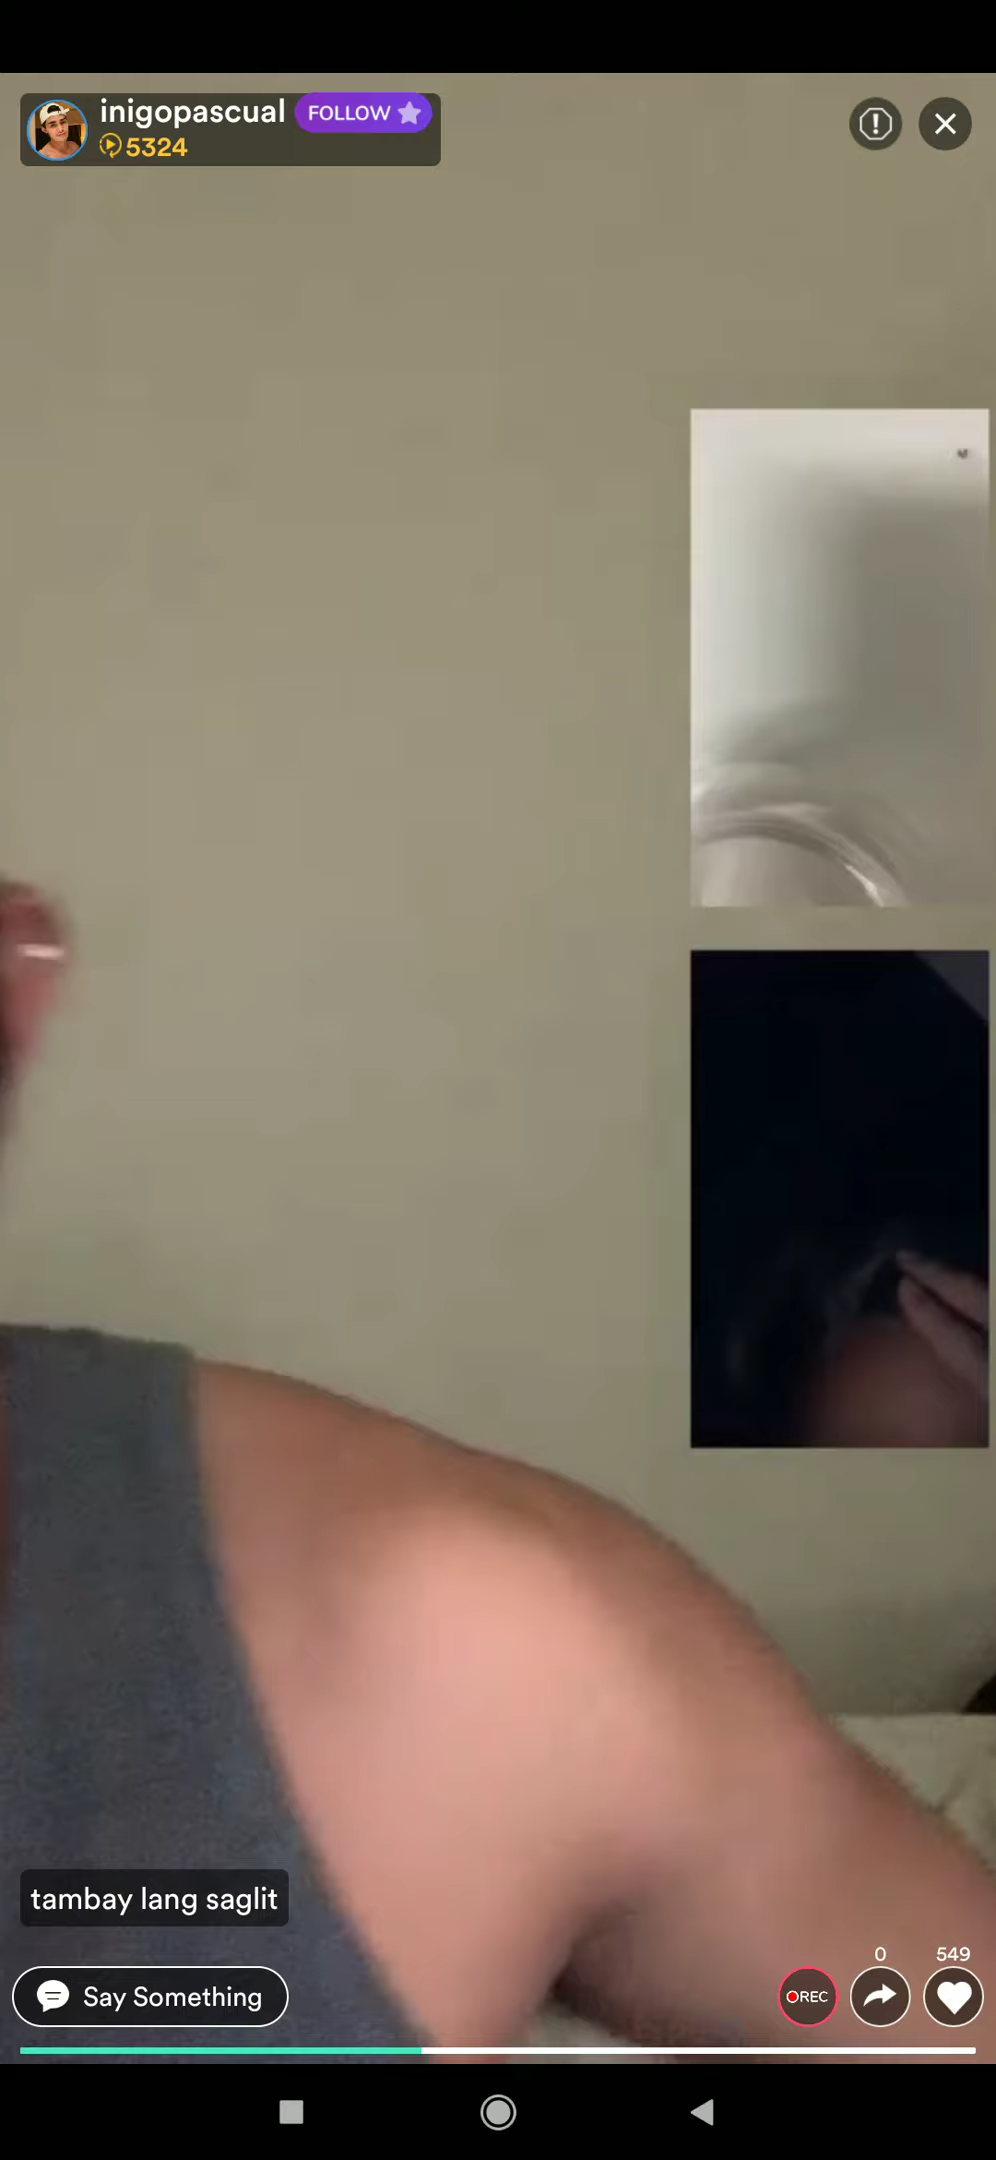 inigopascual FOLLOW
5324
tambay lang saglit
Say Something
REC
0
549